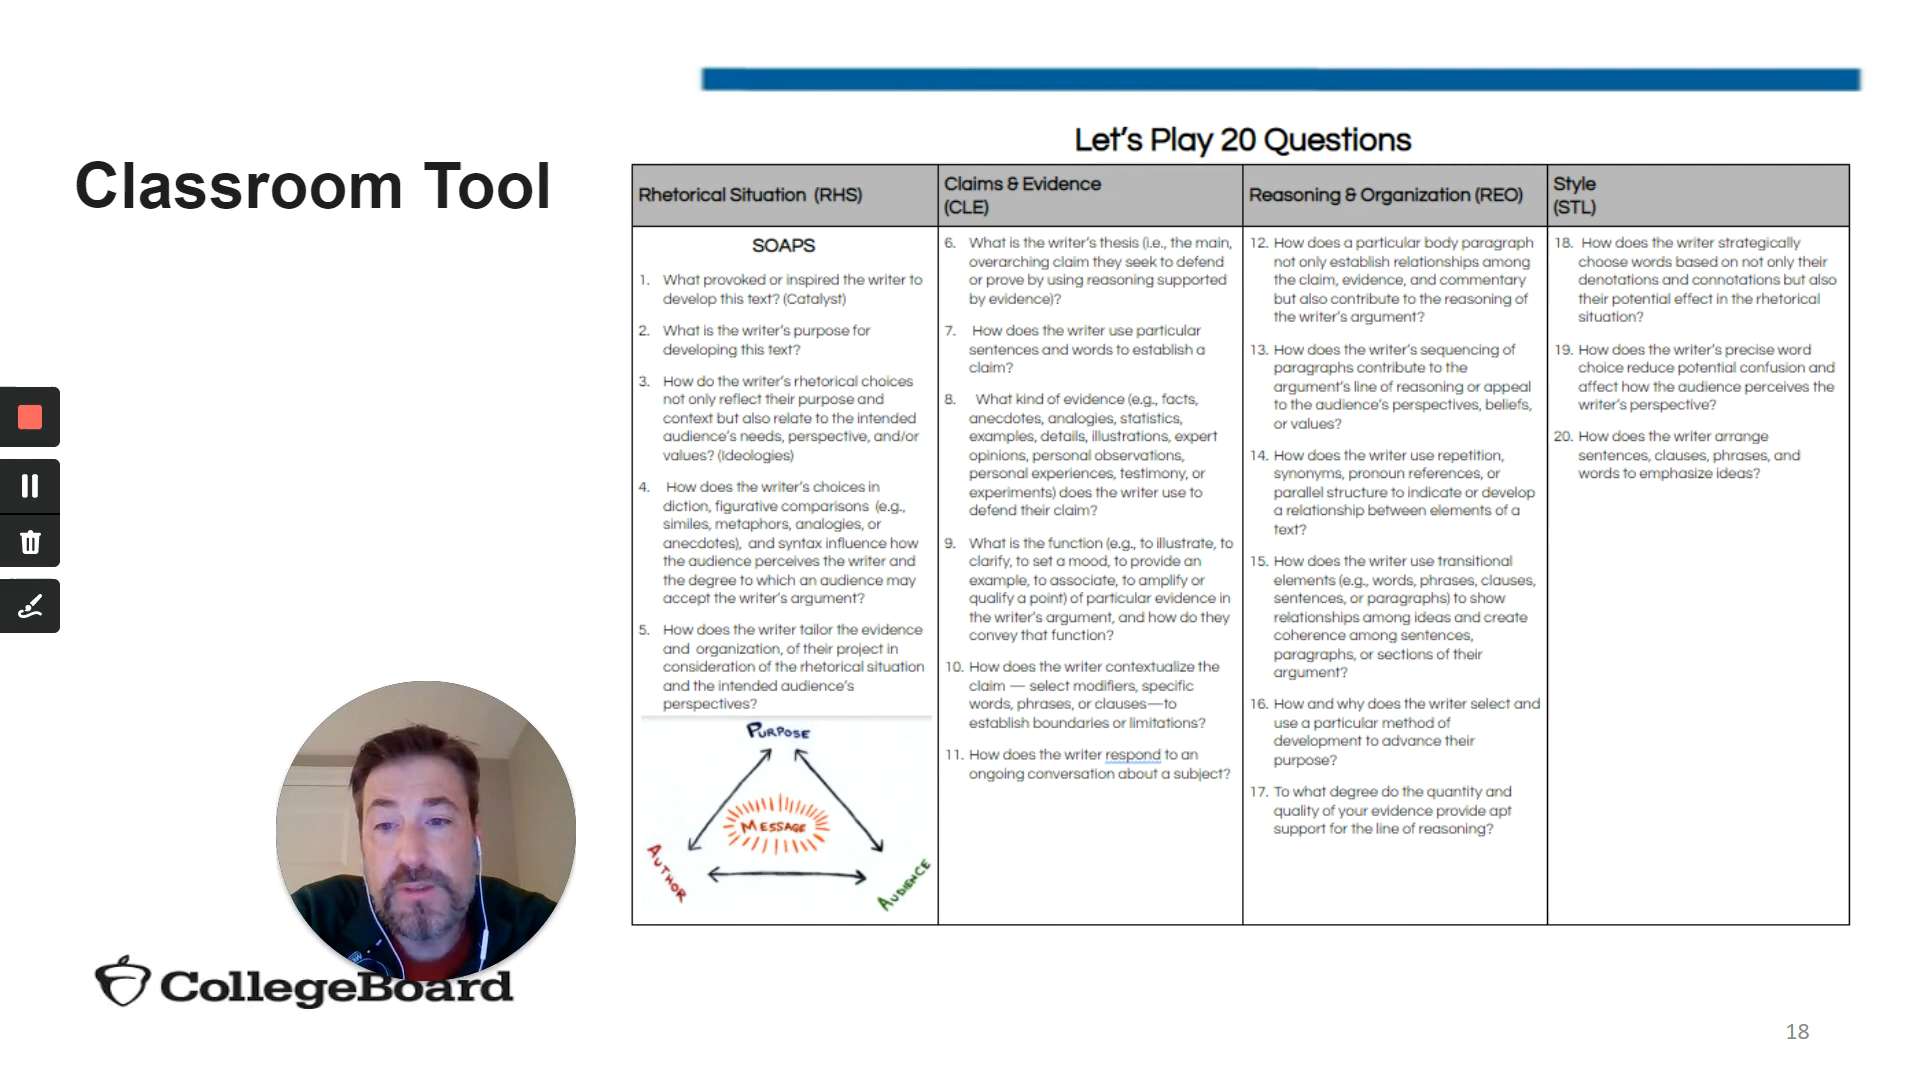 Classroom Tool
Let's Play 20 Questions
Rhetorical Situation (RHS)
SOAPS
1. What provoked or inspired the writer to
develop this text? (Catalyst)
2. What is the writer's purpose for
developing this text?
3. How do the writer's rhetorical choices
not only reflect their purpose and
context but also relate to the intended
audience's needs, perspective, and/or
values? (Ideologies)
4. How does the writer's choices in
diction, figurative comparisons (e.g.,
similes, metaphors, analogies, or
anecdotes), and syntax influence how
the audience perceives the writer and
the degree to which an audience may
accept the writer's argument?
5. How does the writer tailor the evidence
and organization, of their project in
consideration of the rhetorical situation
and the intended audience's
perspectives?
PURPOSE
MESSAGE
AUTHOR
AUDIENCE
Claims & Evidence
(CLE)
6. What is the writer's thesis (i.e., the main,
overarching claim they seek to defend
or prove by using reasoning supported
by evidence)?
7. How does the writer use particular
sentences and words to establish a
claim?
8. What kind of evidence (e.g., facts,
anecdotes, analogies, statistics,
examples, details, illustrations, expert
opinions, personal observations,
personal experiences, testimony, or
experiments) does the writer use to
defend their claim?
9. What is the function (e.g., to illustrate, to
clarify, to set a mood, to provide an
example, to associate, to amplify or
qualify a point) of particular evidence in
the writer's argument, and how do they
convey that function?
10. How does the writer contextualize the
claim — select modifiers, specific
words, phrases, or clauses—to
establish boundaries or limitations?
11. How does the writer respond to an
ongoing conversation about a subject?
Reasoning & Organization (REO)
12. How does a particular body paragraph
not only establish relationships among
the claim, evidence, and commentary
but also contribute to the reasoning of
the writer's argument?
13. How does the writer's sequencing of
paragraphs contribute to the
argument's line of reasoning or appeal
to the audience's perspectives, beliefs,
or values?
14. How does the writer use repetition,
synonyms, pronoun references, or
parallel structure to indicate or develop
a relationship between elements of a
text?
15. How does the writer use transitional
elements (e.g., words, phrases, clauses,
sentences, or paragraphs) to show
relationships among ideas and create
coherence among sentences,
paragraphs, or sections of their
argument?
16. How and why does the writer select and
use a particular method of
development to advance their
purpose?
17. To what degree do the quantity and
quality of your evidence provide apt
support for the line of reasoning?
Style
(STL)
18. How does the writer strategically
choose words based on not only their
denotations and connotations but also
their potential effect in the rhetorical
situation?
19. How does the writer's precise word
choice reduce potential confusion and
affect how the audience perceives the
writer's perspective?
20. How does the writer arrange
sentences, clauses, phrases, and
words to emphasize ideas?
CollegeBoard
18